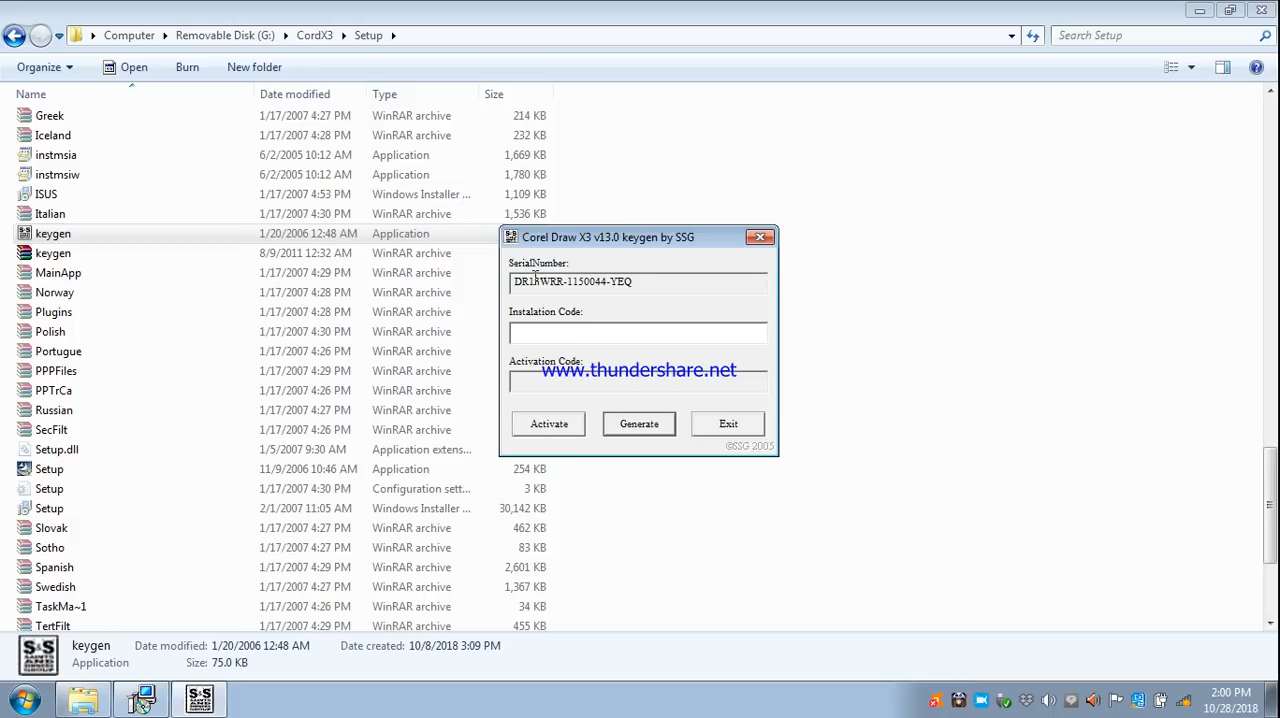 Computer Removable Disk (G:) CordX3 Setup Search Setup
Organize Open Burn New folder
Name Date modified Type Size
Greek 1/17/2007 4:27 PM WinRAR archive 214 KB
Iceland 1/17/2007 4:28 PM WinRAR archive 232 KB
instmsia 6/2/2005 10:12 AM Application 1,669 KB
instmsiw 6/2/2005 10:12 AM Application 1,780 KB
ISUS 1/17/2007 4:53 PM Windows Installer ... 1,109 KB
Italian 1/17/2007 4:30 PM WinRAR archive 1,536 KB
keygen 1/20/2006 12:48 AM Application
keygen 8/9/2011 12:32 AM WinRAR archive
MainApp 1/17/2007 4:29 PM WinRAR archive
Norway 1/17/2007 4:28 PM WinRAR archive
Plugins 1/17/2007 4:28 PM WinRAR archive
Polish 1/17/2007 4:30 PM WinRAR archive
Portugue 1/17/2007 4:26 PM WinRAR archive
PPPFiles 1/17/2007 4:26 PM WinRAR archive
PPTrCa 1/17/2007 4:26 PM WinRAR archive
Russian 1/17/2007 4:28 PM WinRAR archive
SecFilt 1/17/2007 4:29 PM WinRAR archive
Setup.dll 1/5/2007 9:30 AM Application extens...
Setup 11/9/2006 10:46 AM Application 254 KB
Setup 1/17/2007 4:30 PM Configuration sett... 3 KB
Setup 2/1/2007 11:05 AM Windows Installer ... 30,142 KB
Slovak 1/17/2007 4:27 PM WinRAR archive 462 KB
Sotho 1/17/2007 4:27 PM WinRAR archive 83 KB
Spanish 1/17/2007 4:29 PM WinRAR archive 2,601 KB
Swedish 1/17/2007 4:27 PM WinRAR archive 1,367 KB
TaskMa~1 1/17/2007 4:26 PM WinRAR archive 34 KB
TertFilt 1/17/2007 4:29 PM WinRAR archive 455 KB
Corel Draw X3 v13.0 keygen by SSG
SerialNumber:
Instalation Code:
Activation Code:
www.thundershare.net
Activate Generate Exit
©SSG 2005
keygen Date modified: 1/20/2006 12:48 AM Date created: 10/8/2018 3:09 PM
Application Size: 75.0 KB
2:00 PM
10/28/2018